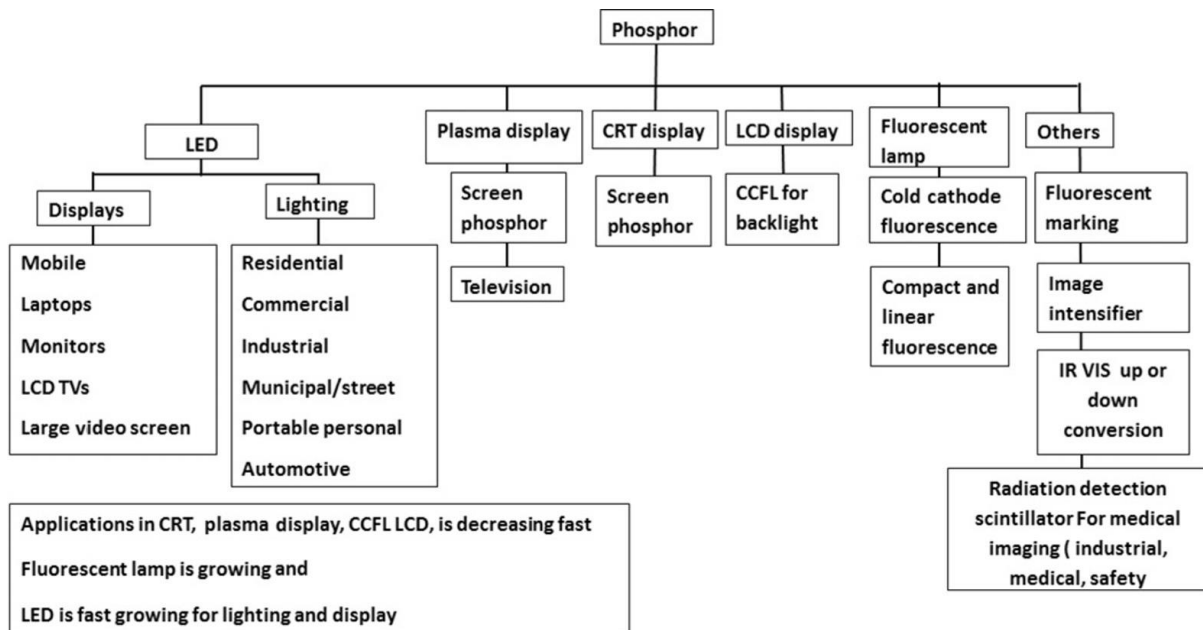 Phosphor
LED
Plasma display
CRT display
LCD display
Fluorescent
lamp
Others
Displays
Lighting
Screen
phosphor
Screen
phosphor
CCFL for
backlight
Cold cathode
fluorescence
Fluorescent
marking
Mobile
Laptops
Monitors
LCD TVs
Large video screen
Residential
Commercial
Industrial
Municipal/street
Portable personal
Automotive
Television
Compact and
linear
fluorescence
Image
intensifier
IR VIS up or
down
conversion
Radiation detection
scintillator For medical
imaging ( industrial,
medical, safety
Applications in CRT, plasma display, CCFL LCD, is decreasing fast
Fluorescent lamp is growing and
LED is fast growing for lighting and display